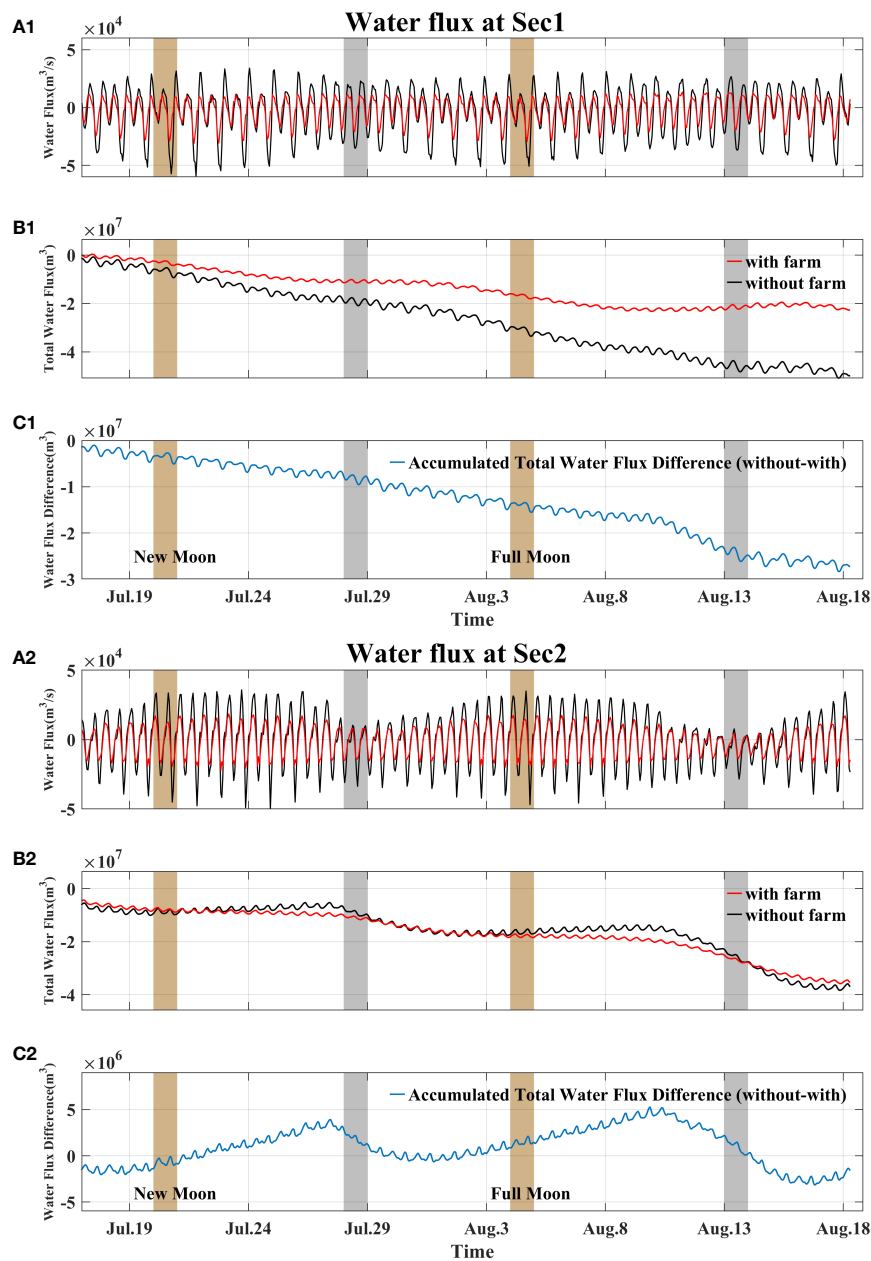 Water flux at Sec1
A1
×10⁴
Water Flux(m³/s)
5
0
-5
B1
×10⁷
Total Water Flux(m³)
0
-2
-4
with farm
without farm
C1
×10⁷
Water Flux Difference(m³)
0
-1
-2
-3
Accumulated Total Water Flux Difference (without-with)
New Moon
Full Moon
Jul.19 Jul.24 Jul.29 Aug.3 Aug.8 Aug.13 Aug.18
Time
Water flux at Sec2
A2
×10⁴
Water Flux(m³/s)
5
0
-5
B2
×10⁷
Total Water Flux(m³)
0
-2
-4
with farm
without farm
C2
×10⁶
Water Flux Difference(m³)
5
0
-5
Accumulated Total Water Flux Difference (without-with)
New Moon
Full Moon
Jul.19 Jul.24 Jul.29 Aug.3 Aug.8 Aug.13 Aug.18
Time